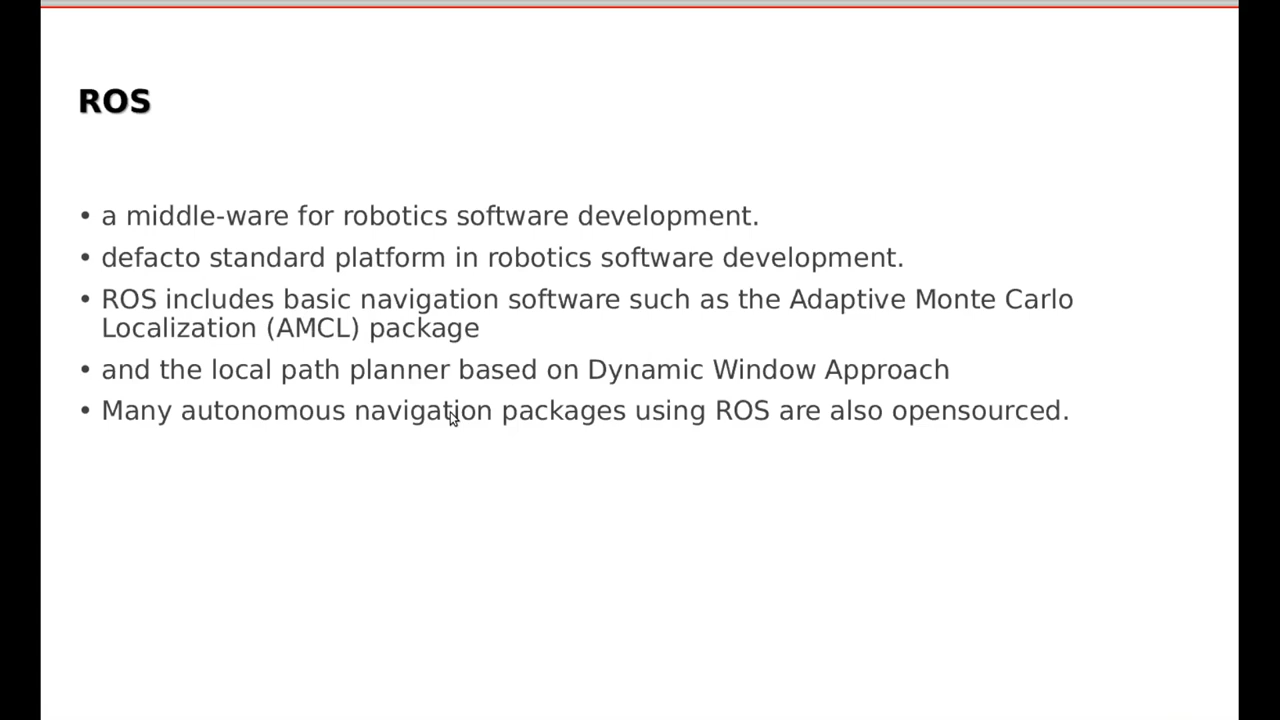 ROS
• a middle-ware for robotics software development.
• defacto standard platform in robotics software development.
• ROS includes basic navigation software such as the Adaptive Monte Carlo
Localization (AMCL) package
• and the local path planner based on Dynamic Window Approach
• Many autonomous navigation packages using ROS are also opensourced.